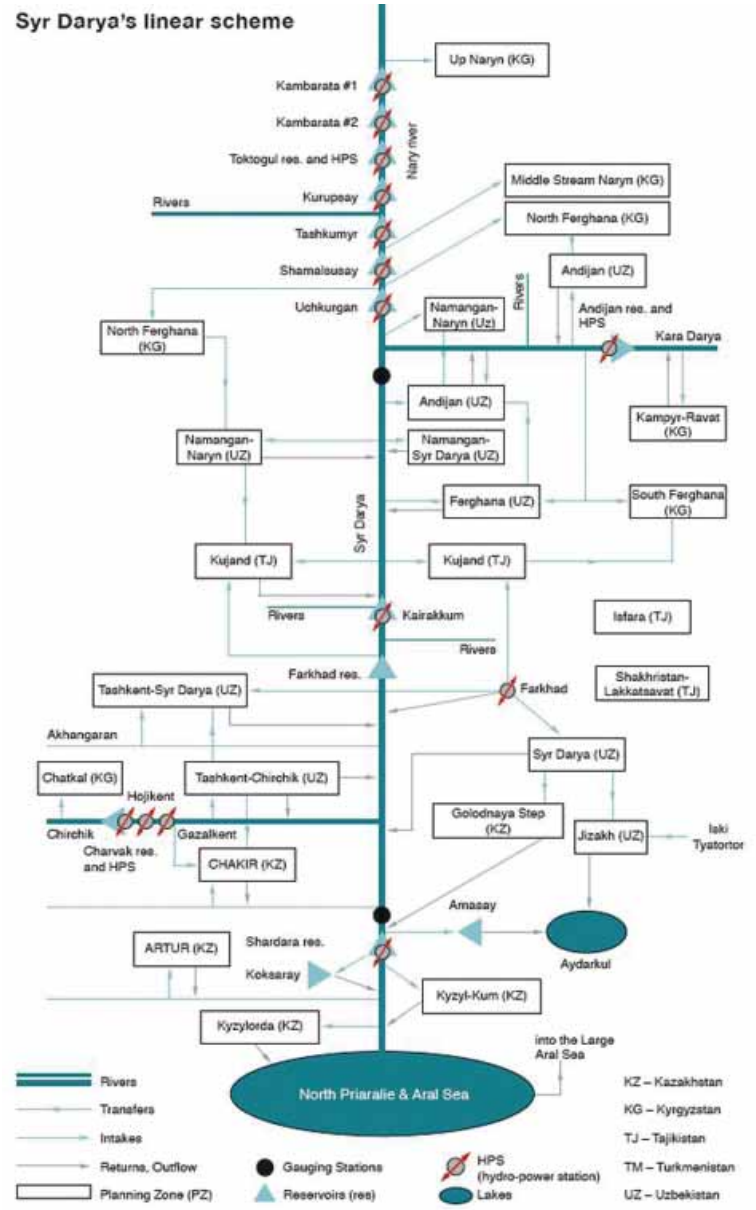 Syr Darya's linear scheme
Up Naryn (KG)
Kambarata #1
Kambarata #2
Nary river
Toktogul res. and HPS
Middle Stream Naryn (KG)
Kurupsay
Rivers
North Ferghana (KG)
Tashkumyr
Shamalsusay
Andijan (UZ)
Rivers
Uchkurgan
Namangan-
Naryn (Uz)
Andijan res. and
HPS
North Ferghana
(KG)
Kara Darya
Andijan (UZ)
Kampyr-Ravat
(KG)
Namangan-
Naryn (UZ)
Namangan-
Syr Darya (UZ)
Syr Darya
Ferghana (UZ)
South Ferghana
(KG)
Kujand (TJ)
Kujand (TJ)
Rivers
Kairakkum
Isfara (TJ)
Rivers
Farkhad res.
Shakhristan-
Lakkatsavat (TJ)
Tashkent-Syr Darya (UZ)
Farkhad
Akhangaran
Syr Darya (UZ)
Chatkal (KG)
Tashkent-Chirchik (UZ)
Hojikent
Golodnaya Step
(KZ)
Chirchik
Gazalkent
Jizakh (UZ)
Iski
Tyatortor
Charvak res.
and HPS
CHAKIR (KZ)
Arnasay
Shardara res.
ARTUR (KZ)
Aydarkul
Koksaray
Kyzyl-Kum (KZ)
Kyzylorda (KZ)
into the Large
Aral Sea
North Priaralie & Aral Sea
Rivers
Transfers
Intakes
Returns, Outflow
Planning Zone (PZ)
Gauging Stations
Reservoirs (res)
HPS
(hydro-power station)
Lakes
KZ – Kazakhstan
KG – Kyrgyzstan
TJ – Tajikistan
TM – Turkmenistan
UZ – Uzbekistan